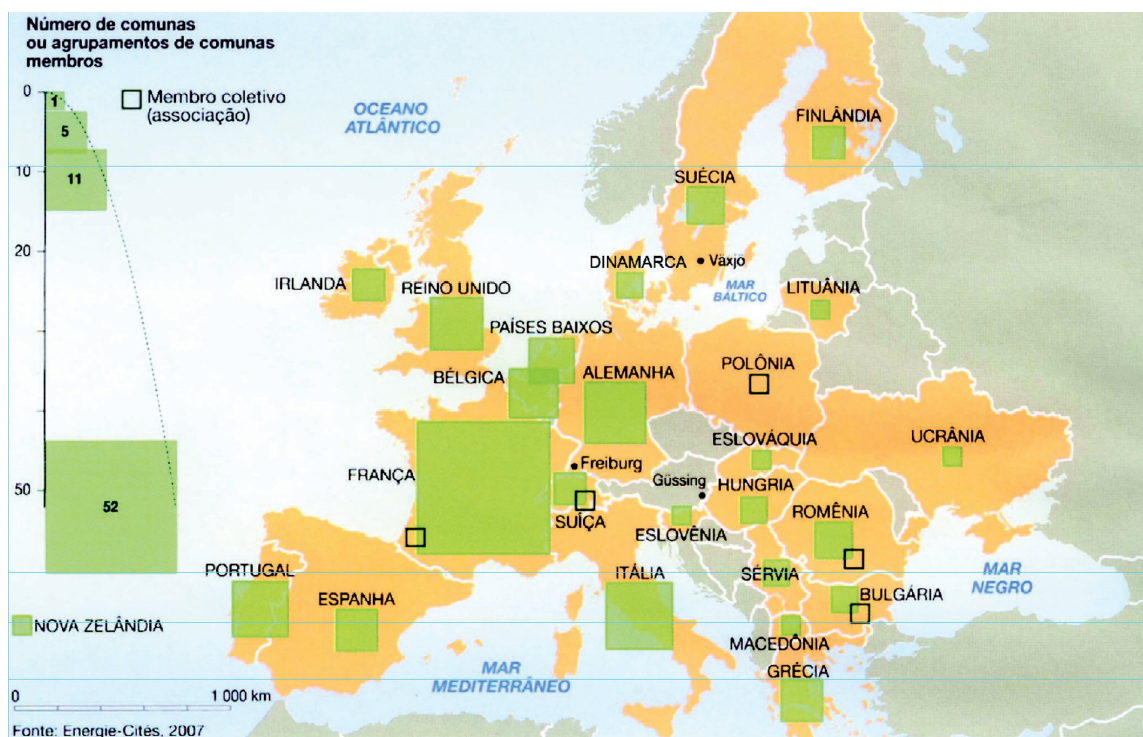 Número de comunas
ou agrupamentos de comunas
membros
0
1
5
10
11
20
50
52
Membro coletivo
(associação)
OCEANO
ATLÂNTICO
FINLÂNDIA
SUÉCIA
DINAMARCA
Växjö
MAR
BÁLTICO
LITUÂNIA
IRLANDA
REINO UNIDO
PAÍSES BAIXOS
BÉLGICA
ALEMANHA
POLÔNIA
ESLOVÁQUIA
UCRÂNIA
FRANÇA
Freiburg
Güssing
HUNGRIA
SUÍÇA
ESLOVÊNIA
ROMÊNIA
PORTUGAL
ESPANHA
ITÁLIA
SÉRVIA
BULGÁRIA
MAR
NEGRO
NOVA ZELÂNDIA
MACEDÔNIA
GRÉCIA
MAR
MEDITERRÂNEO
0 1 000 km
Fonte: Energie-Cités, 2007